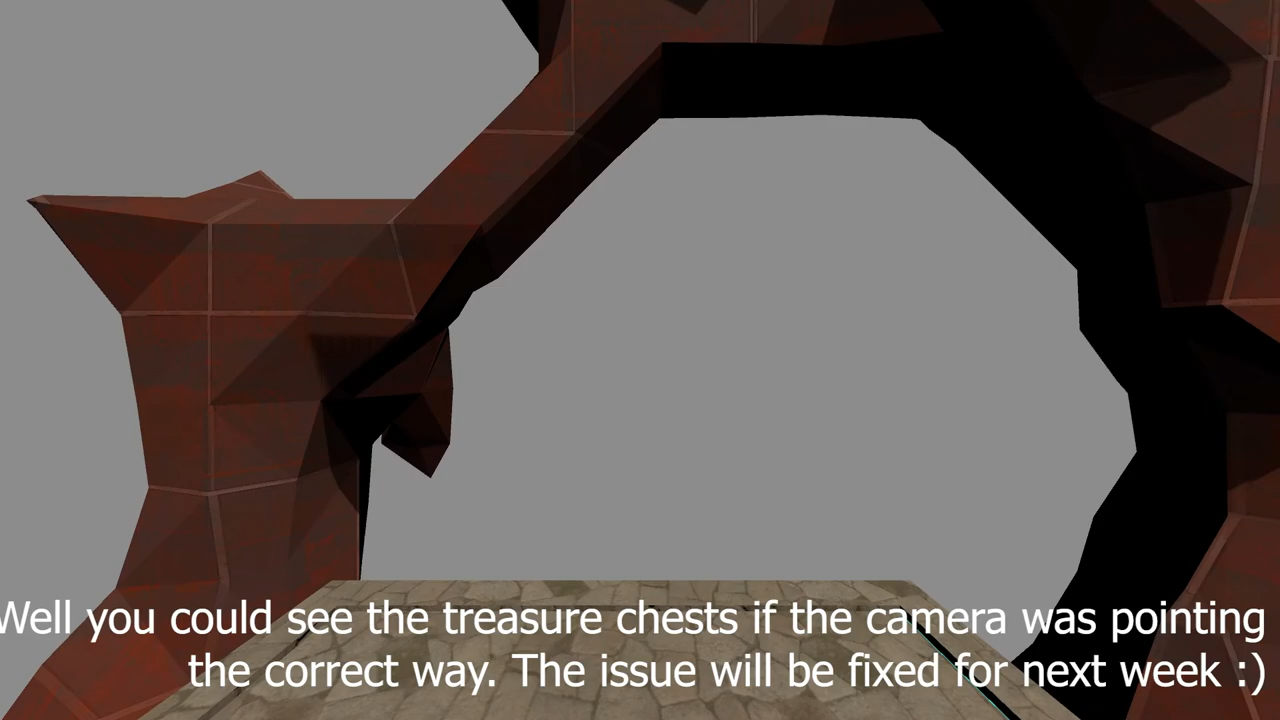 Well you could see the treasure chests if the camera was pointing
the correct way. The issue will be fixed for next week :)